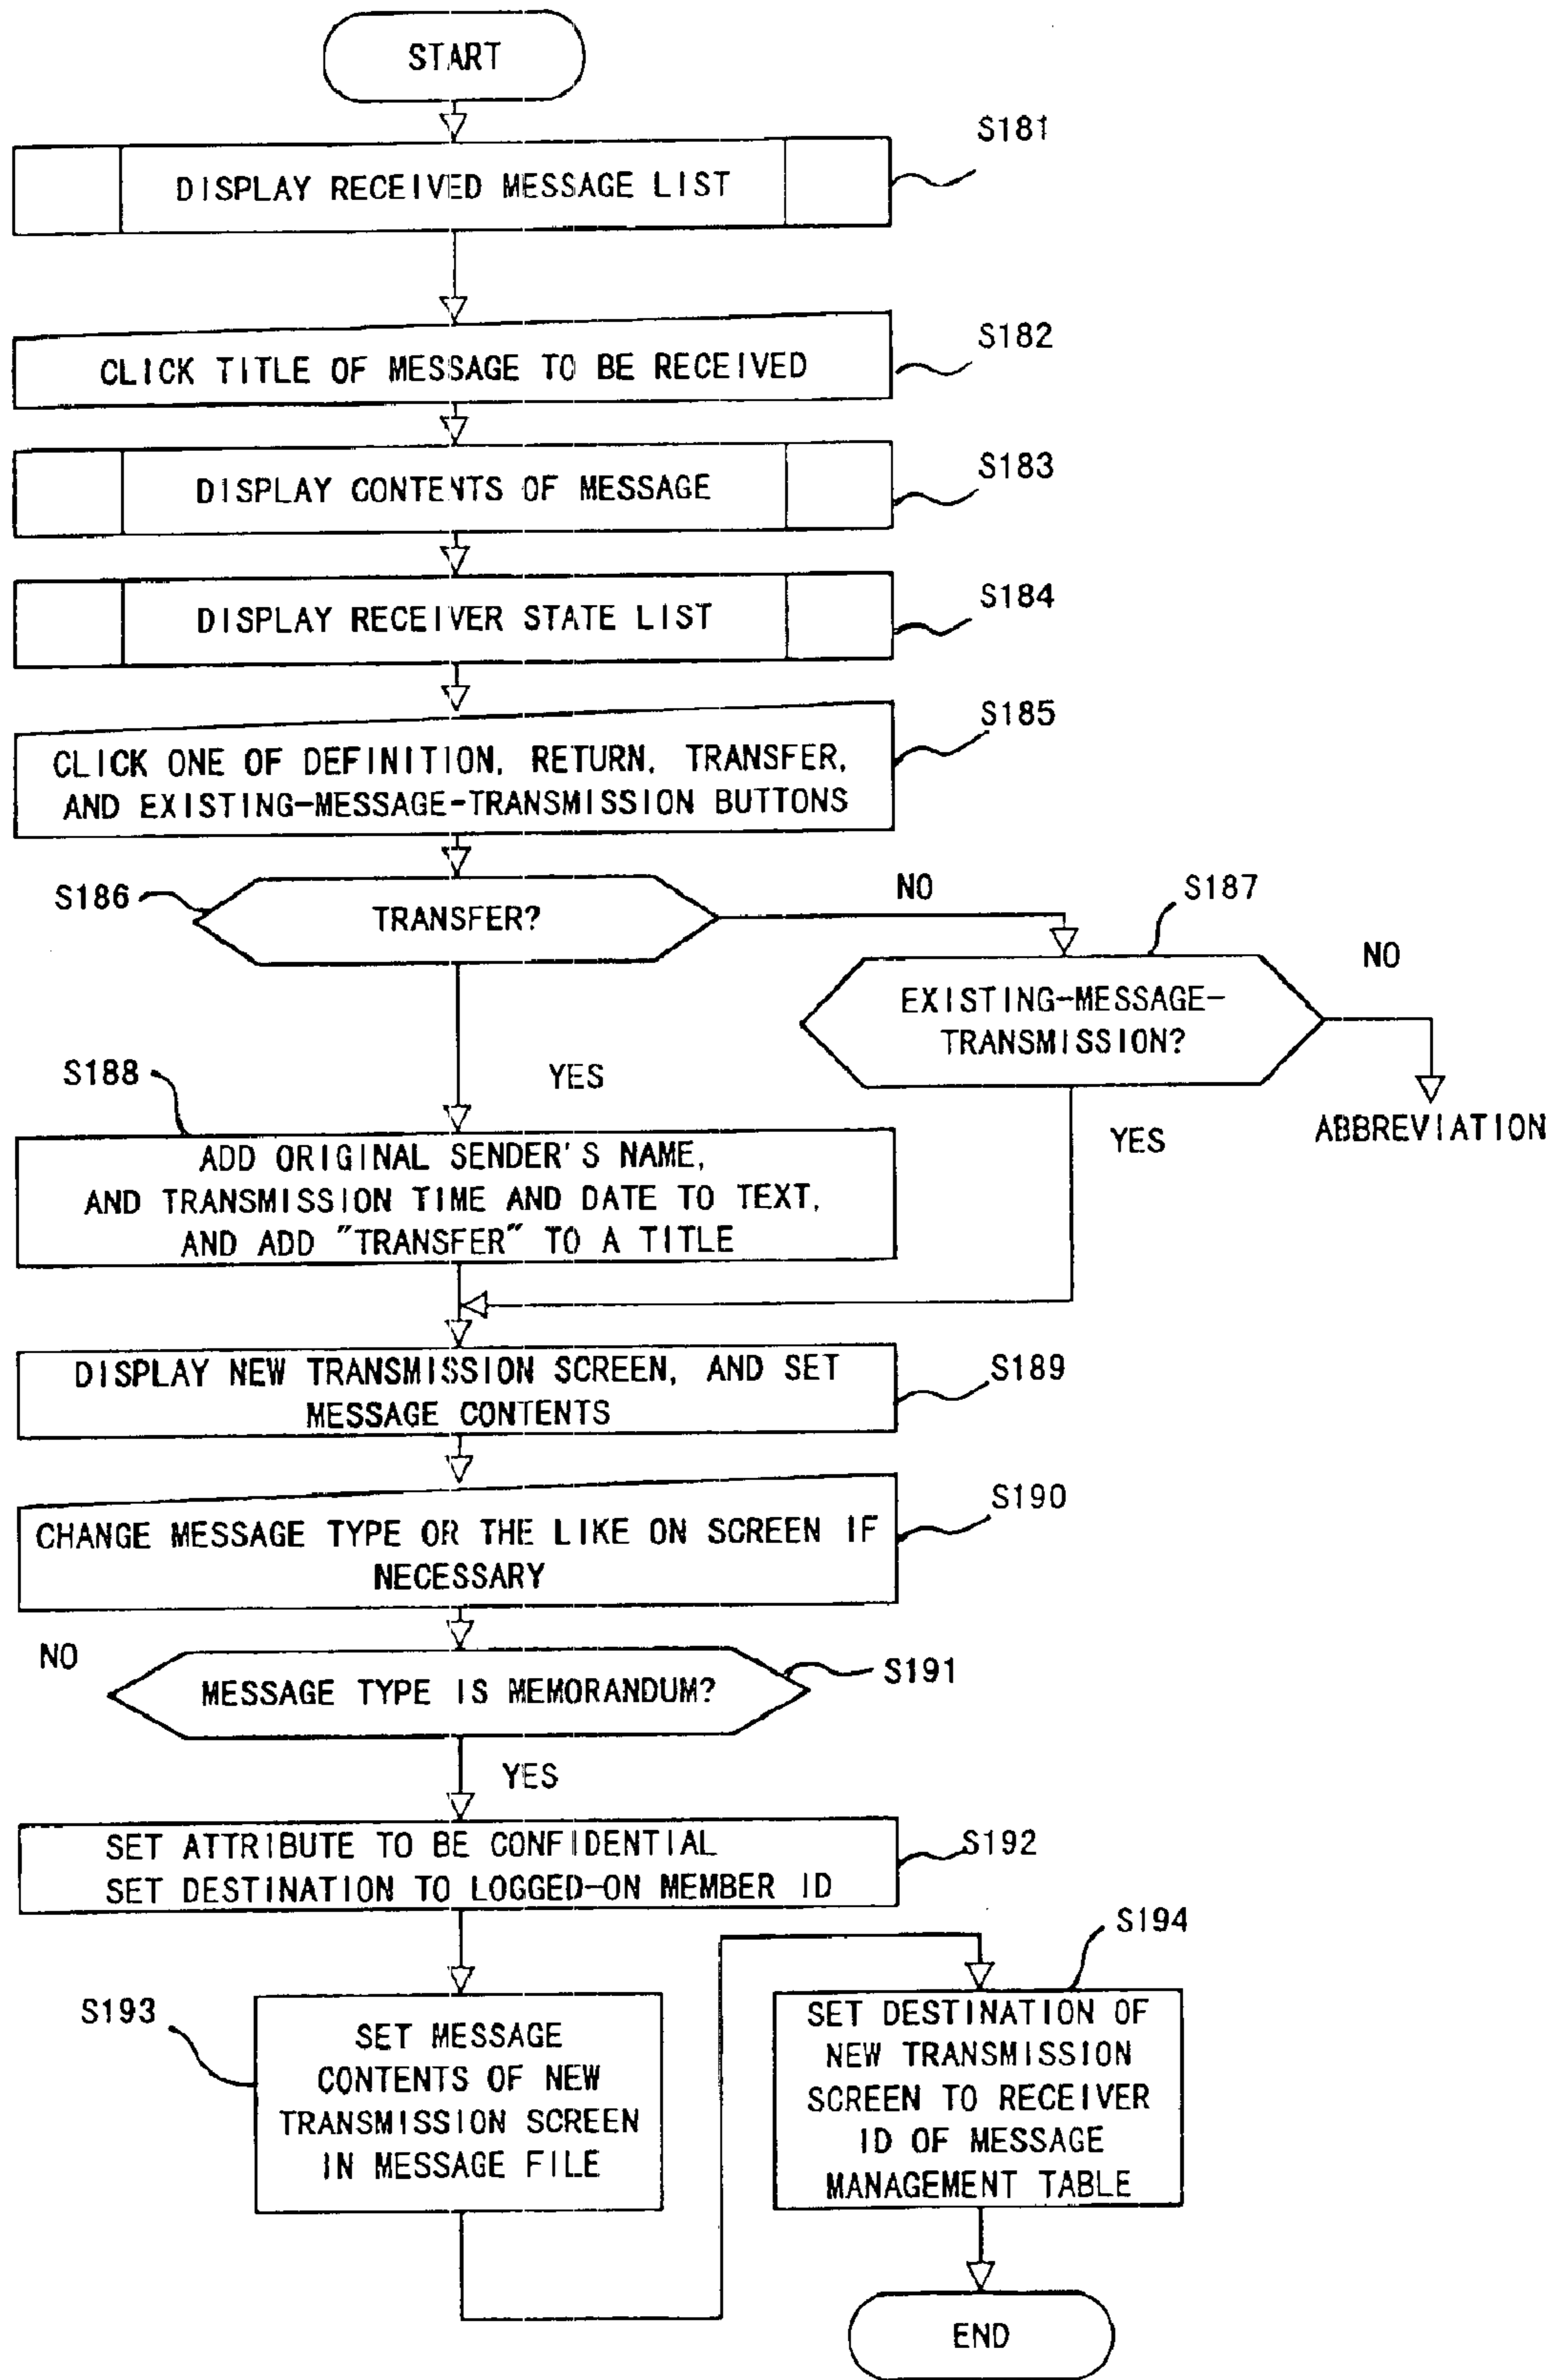 START
S181
DISPLAY RECEIVED MESSAGE LIST
S182
CLICK TITLE OF MESSAGE TO BE RECEIVED
S183
DISPLAY CONTENTS OF MESSAGE
S184
DISPLAY RECEIVER STATE LIST
S185
CLICK ONE OF DEFINITION, RETURN, TRANSFER,
AND EXISTING-MESSAGE-TRANSMISSION BUTTONS
S186
TRANSFER?
NO
S187
EXISTING-MESSAGE-
TRANSMISSION?
NO
ABBREVIATION
YES
YES
S188
ADD ORIGINAL SENDER'S NAME,
AND TRANSMISSION TIME AND DATE TO TEXT,
AND ADD "TRANSFER" TO A TITLE
DISPLAY NEW TRANSMISSION SCREEN, AND SET
MESSAGE CONTENTS
S189
S190
CHANGE MESSAGE TYPE OR THE LIKE ON SCREEN IF
NECESSARY
NO
MESSAGE TYPE IS MEMORANDUM?
S191
YES
SET ATTRIBUTE TO BE CONFIDENTIAL
SET DESTINATION TO LOGGED-ON MEMBER ID
S192
S193
SET MESSAGE
CONTENTS OF NEW
TRANSMISSION SCREEN
IN MESSAGE FILE
S194
SET DESTINATION OF
NEW TRANSMISSION
SCREEN TO RECEIVER
ID OF MESSAGE
MANAGEMENT TABLE
END